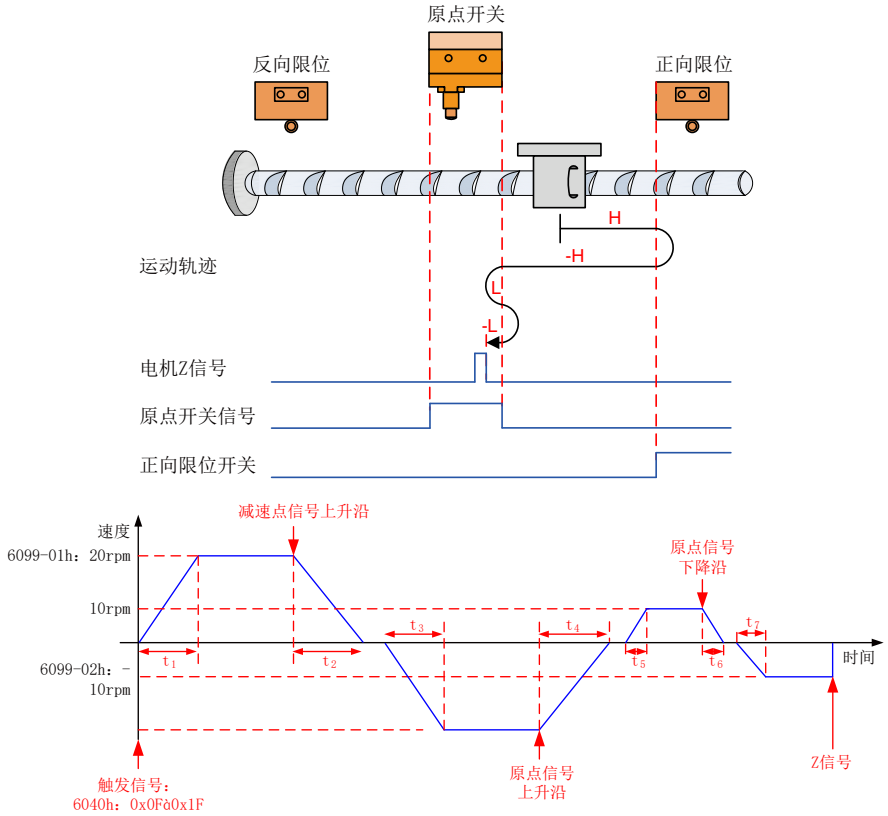 原点开关
反向限位
正向限位
H
-H
运动轨迹
L
-L
电机Z信号
原点开关信号
正向限位开关
减速点信号上升沿
速度
6099-01h: 20rpm
原点信号
下降沿
10rpm
t3
t4
t7
t1
t2
t5
t6
时间
6099-02h: -
10rpm
Z信号
原点信号
上升沿
触发信号:
6040h: 0x0Fà0x1F